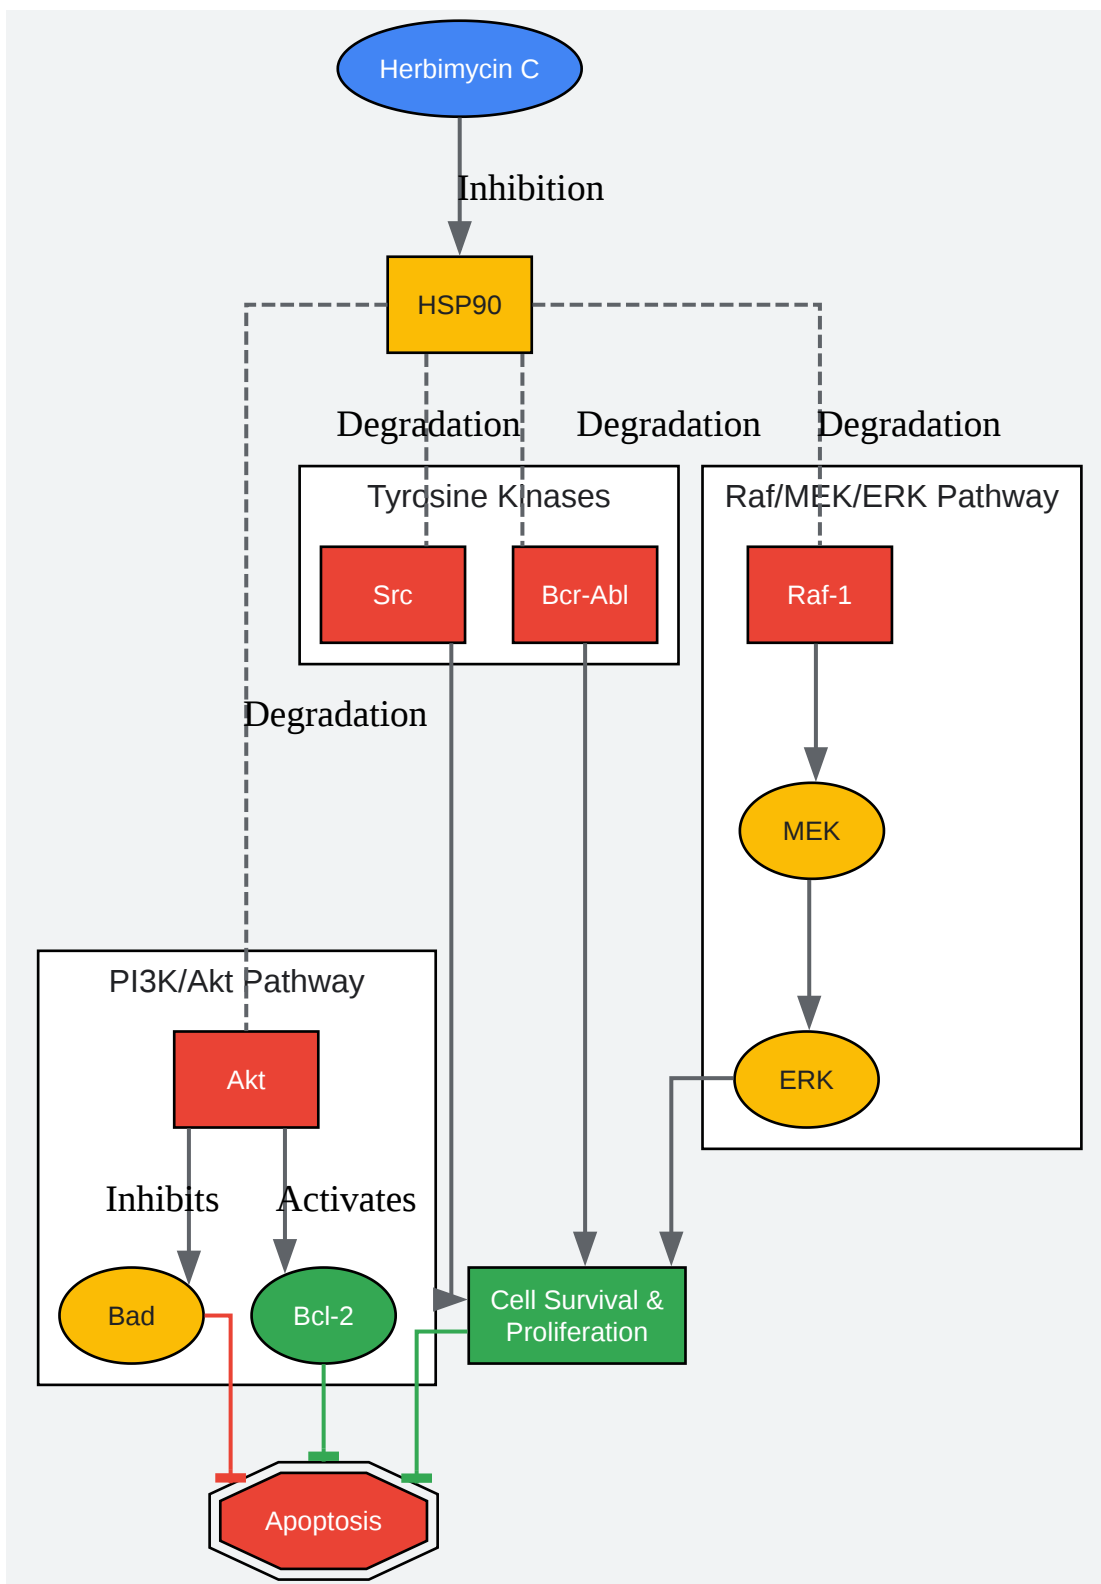 Herbimycin C
Inhibition
HSP90
Degradation
Degradation
Degradation
Tyrosine Kinases
Raf/MEK/ERK Pathway
Src
Bcr-Abl
Raf-1
Degradation
MEK
PI3K/Akt Pathway
Akt
ERK
Inhibits
Activates
Bad
Bcl-2
Cell Survival &
Proliferation
Apoptosis